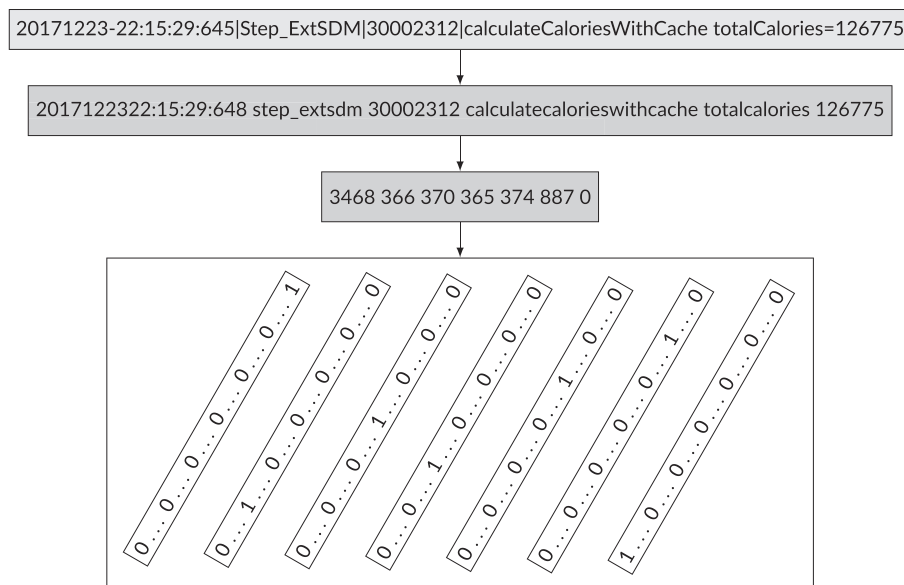 20171223-22:15:29:645|Step_ExtSDM|30002312|calculateCaloriesWithCache totalCalories=126775
2017122322:15:29:648 step_extsdm 30002312 calculatecalorieswithcache totalcalories 126775
3468 366 370 365 374 887 0
0...0...0...0...0...0...1
0...1...0...0...0...0...0
0...0...0...1...0...0...0
0...0...1...0...0...0...0
0...0...0...0...1...0...0
0...0...0...0...0...1...0
1...0...0...0...0...0...0